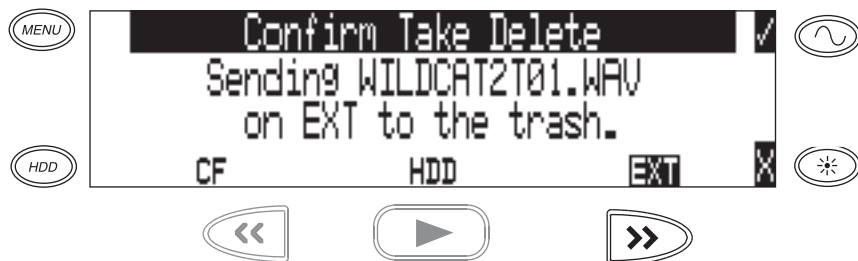 MENU
Confirm Take Delete
Sending WILDCAT2T01.WAV
on EXT to the trash.
HDD
CF HDD EXT X